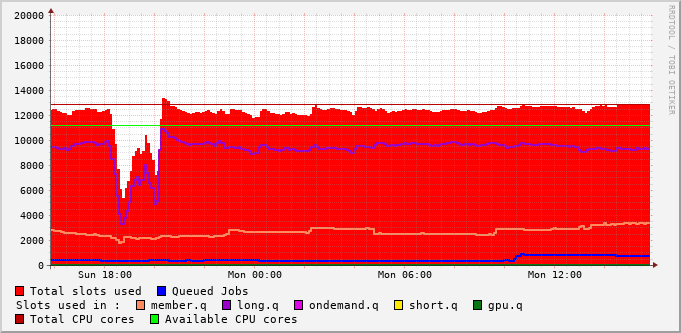 20000
18000
16000
14000
12000
10000
8000
6000
4000
2000
0
Sun 18:00 Mon 00:00 Mon 06:00 Mon 12:00
RRDTOOL / TOBI OETIKER
Total slots used Queued Jobs
Slots used in : member.q long.q ondemand.q short.q gpu.q
Total CPU cores Available CPU cores